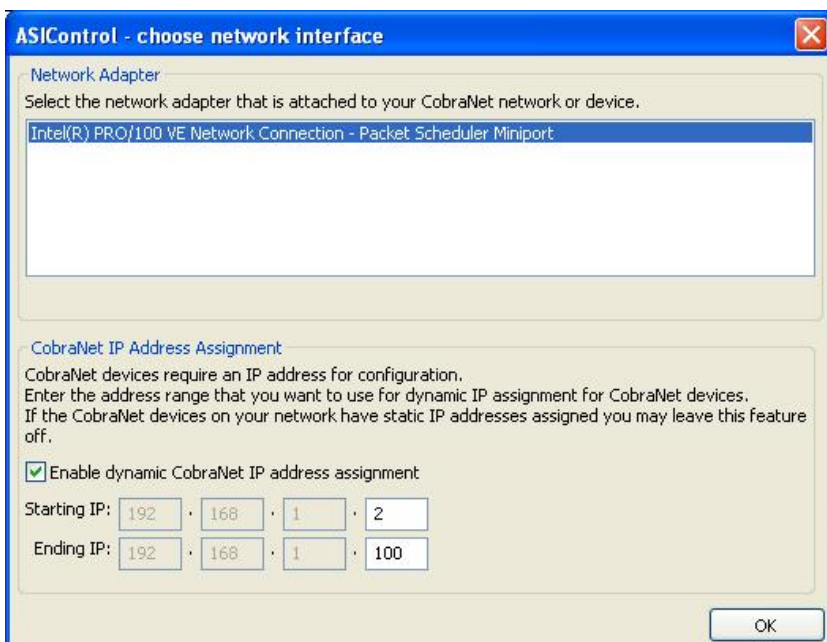 ASIControl - choose network interface
Network Adapter
Select the network adapter that is attached to your CobraNet network or device.
Intel(R) PRO/100 VE Network Connection - Packet Scheduler Miniport
CobraNet IP Address Assignment
CobraNet devices require an IP address for configuration.
Enter the address range that you want to use for dynamic IP assignment for CobraNet devices.
If the CobraNet devices on your network have static IP addresses assigned you may leave this feature
off.
Enable dynamic CobraNet IP address assignment
Starting IP: 192 . 168 . 1 . 2
Ending IP: 192 . 168 . 1 . 100
OK